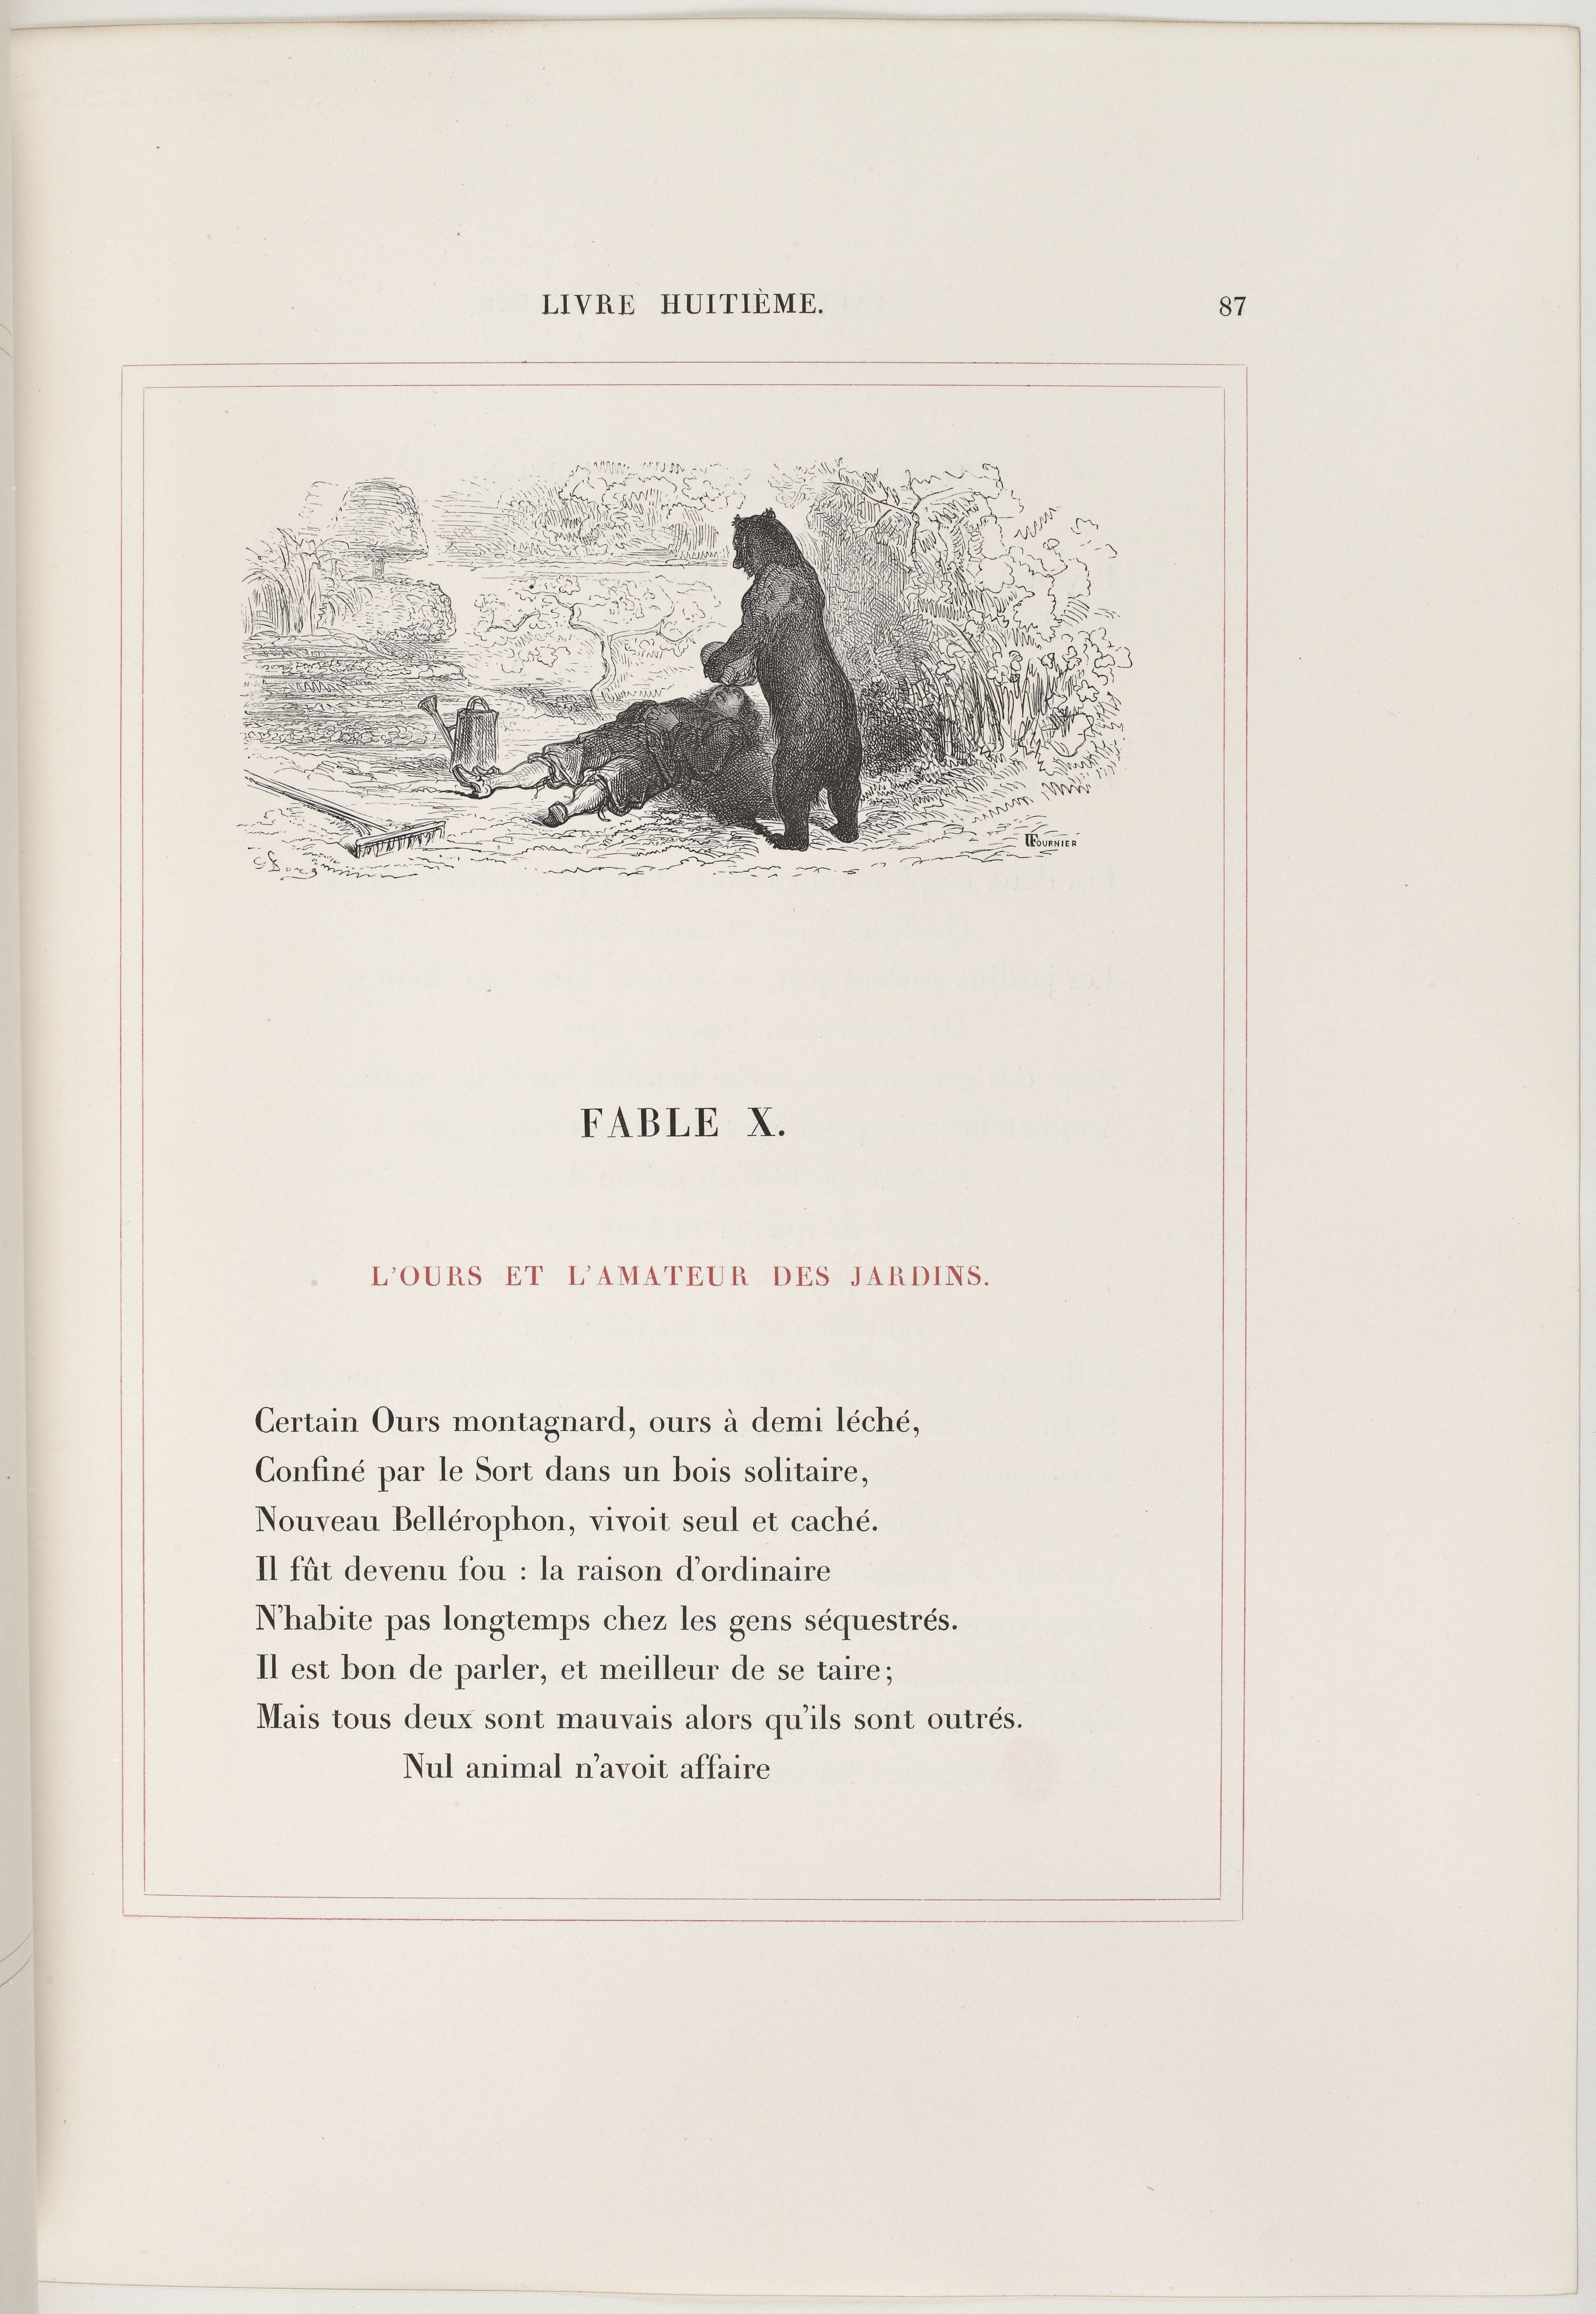 LIVRE HUITIÈME. 87
G Doré
FOURNIER
FABLE X.
L'OURS ET L'AMATEUR DES JARDINS.
Certain Ours montagnard, ours à demi léché,
Confiné par le Sort dans un bois solitaire,
Nouveau Bellérophon, vivoit seul et caché.
Il fût devenu fou : la raison d'ordinaire
N'habite pas longtemps chez les gens séquestrés.
Il est bon de parler, et meilleur de se taire;
Mais tous deux sont mauvais alors qu'ils sont outrés.
Nul animal n'avoit affaire